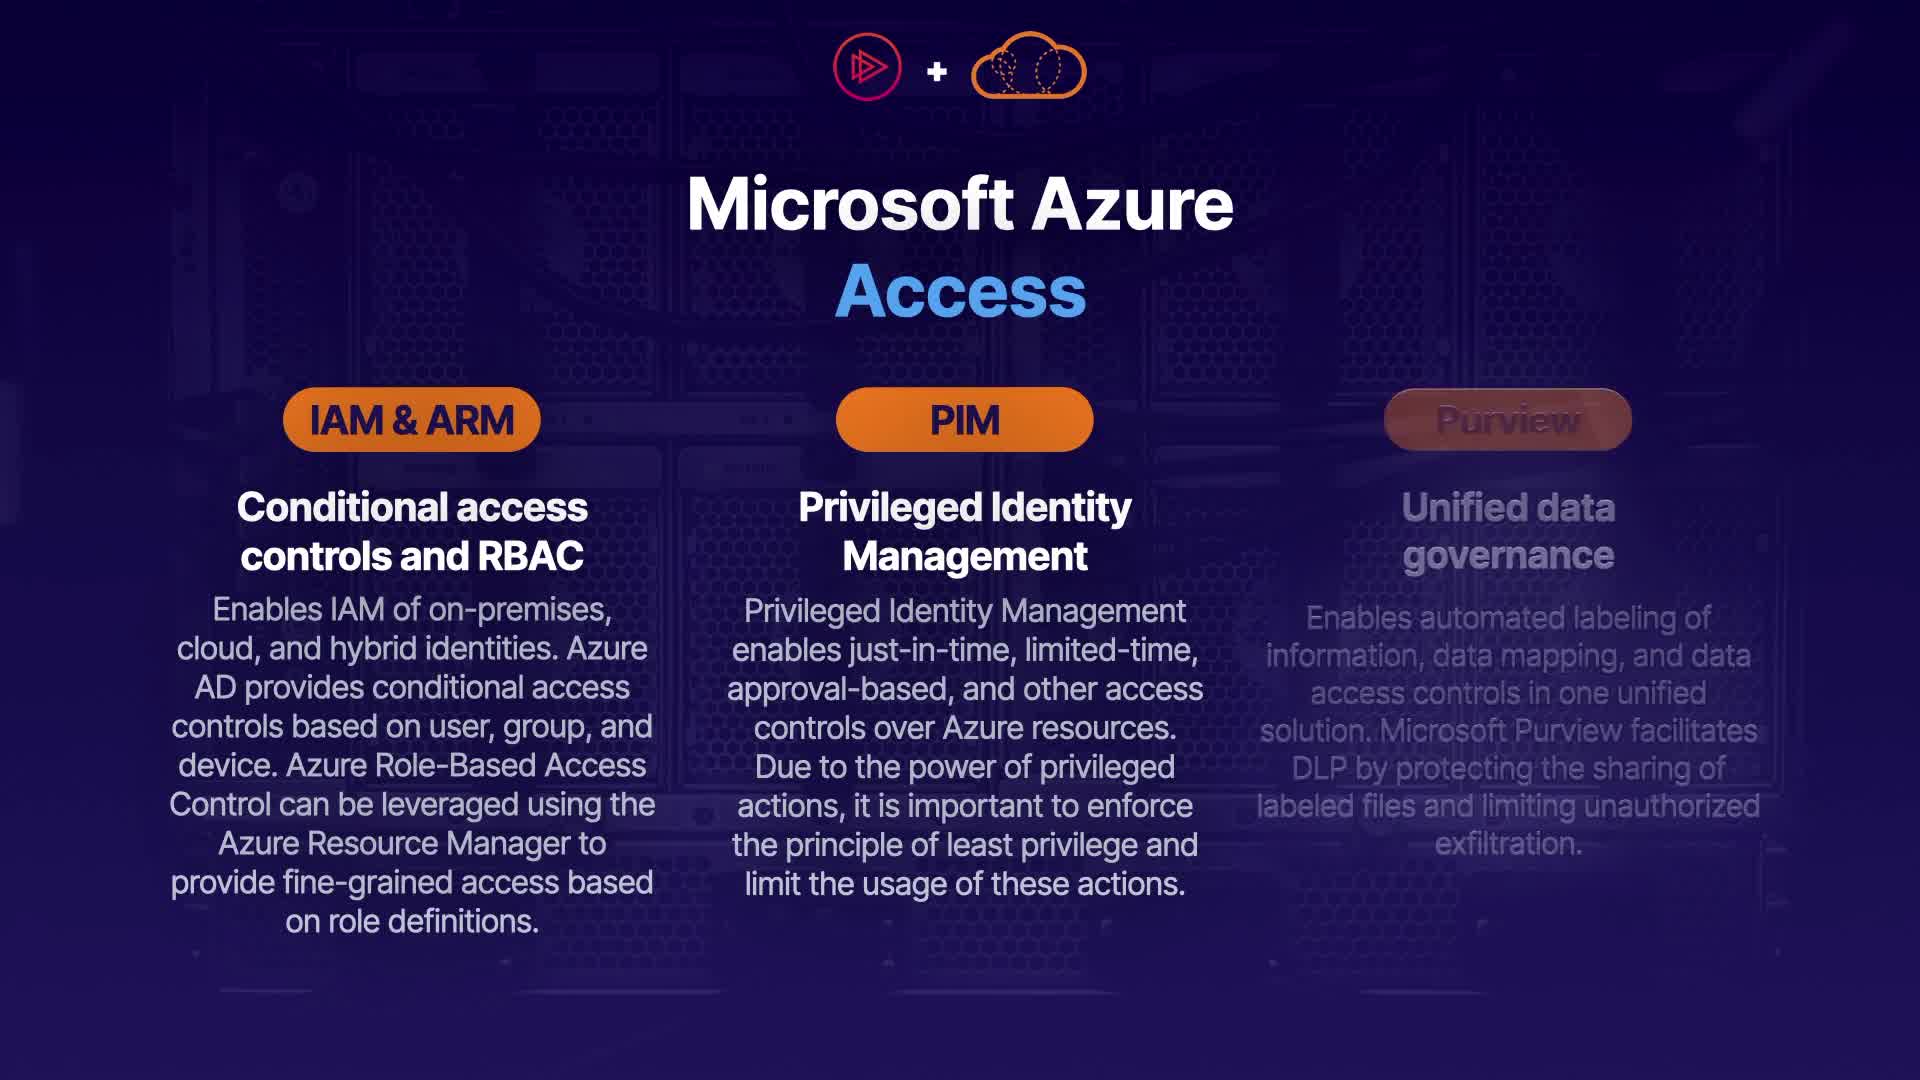 +
Microsoft Azure
Access
IAM & ARM
Conditional access
controls and RBAC
Enables IAM of on-premises,
cloud, and hybrid identities. Azure
AD provides conditional access
controls based on user, group, and
device. Azure Role-Based Access
Control can be leveraged using the
Azure Resource Manager to
provide fine-grained access based
on role definitions.
PIM
Privileged Identity
Management
Privileged Identity Management
enables just-in-time, limited-time,
approval-based, and other access
controls over Azure resources.
Due to the power of privileged
actions, it is important to enforce
the principle of least privilege and
limit the usage of these actions.
Purview
Unified data
governance
Enables automated labeling of
information, data mapping, and data
access controls in one unified
solution. Microsoft Purview facilitates
DLP by protecting the sharing of
labeled files and limiting unauthorized
exfiltration.